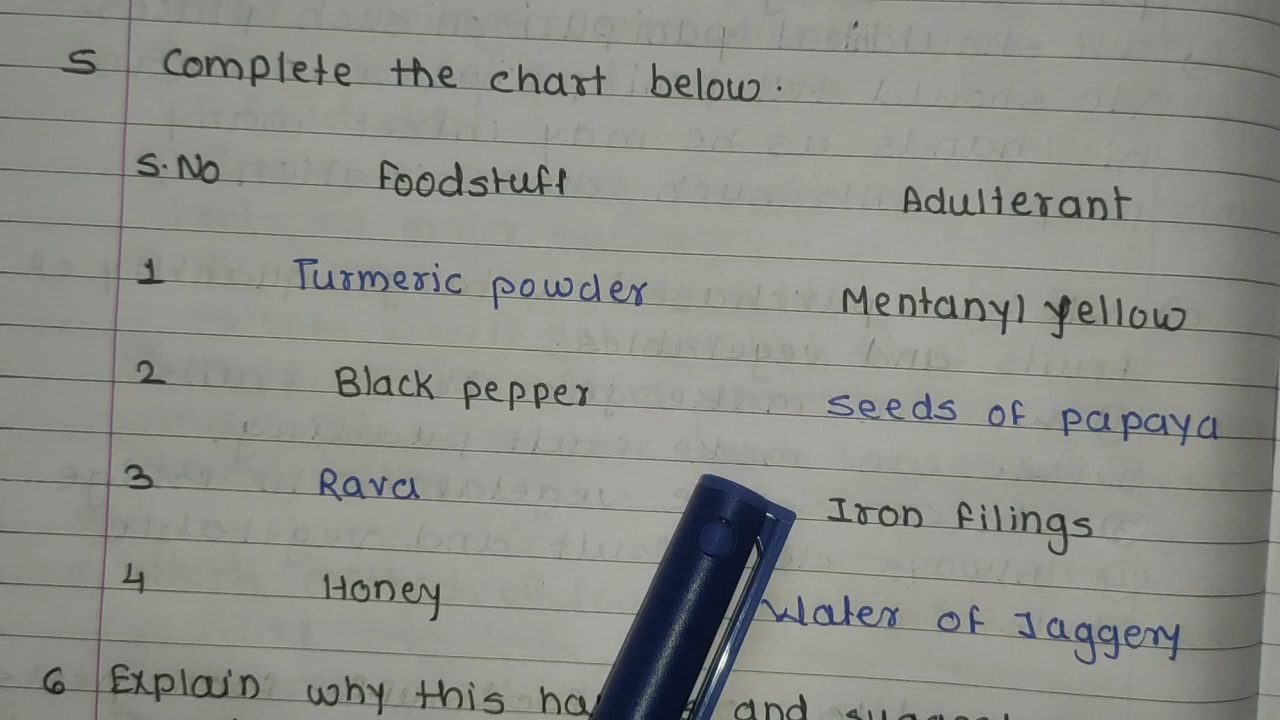 5 Complete the chart below.
S.No Foodstuff Adulterant
1 Turmeric powder Mentanyl yellow
2 Black pepper seeds of papaya
3 Rava Iron filings
4 Honey Water of Jaggery
6 Explain why this and